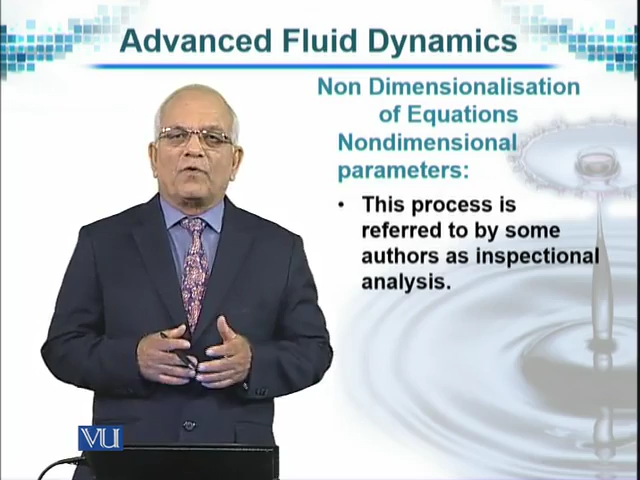 Advanced Fluid Dynamics
Non Dimensionalisation
of Equations
Nondimensional
parameters:
• This process is
referred to by some
authors as inspectional
analysis.
VU